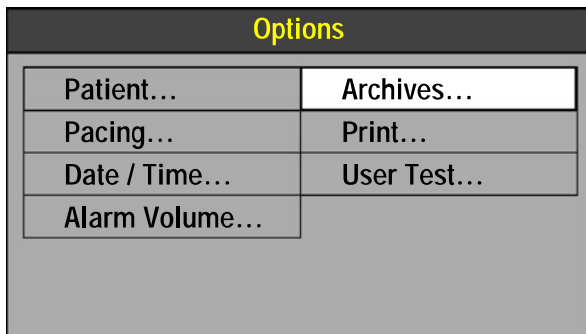 Options
Patient...
Archives...
Pacing...
Print...
Date / Time...
User Test...
Alarm Volume...